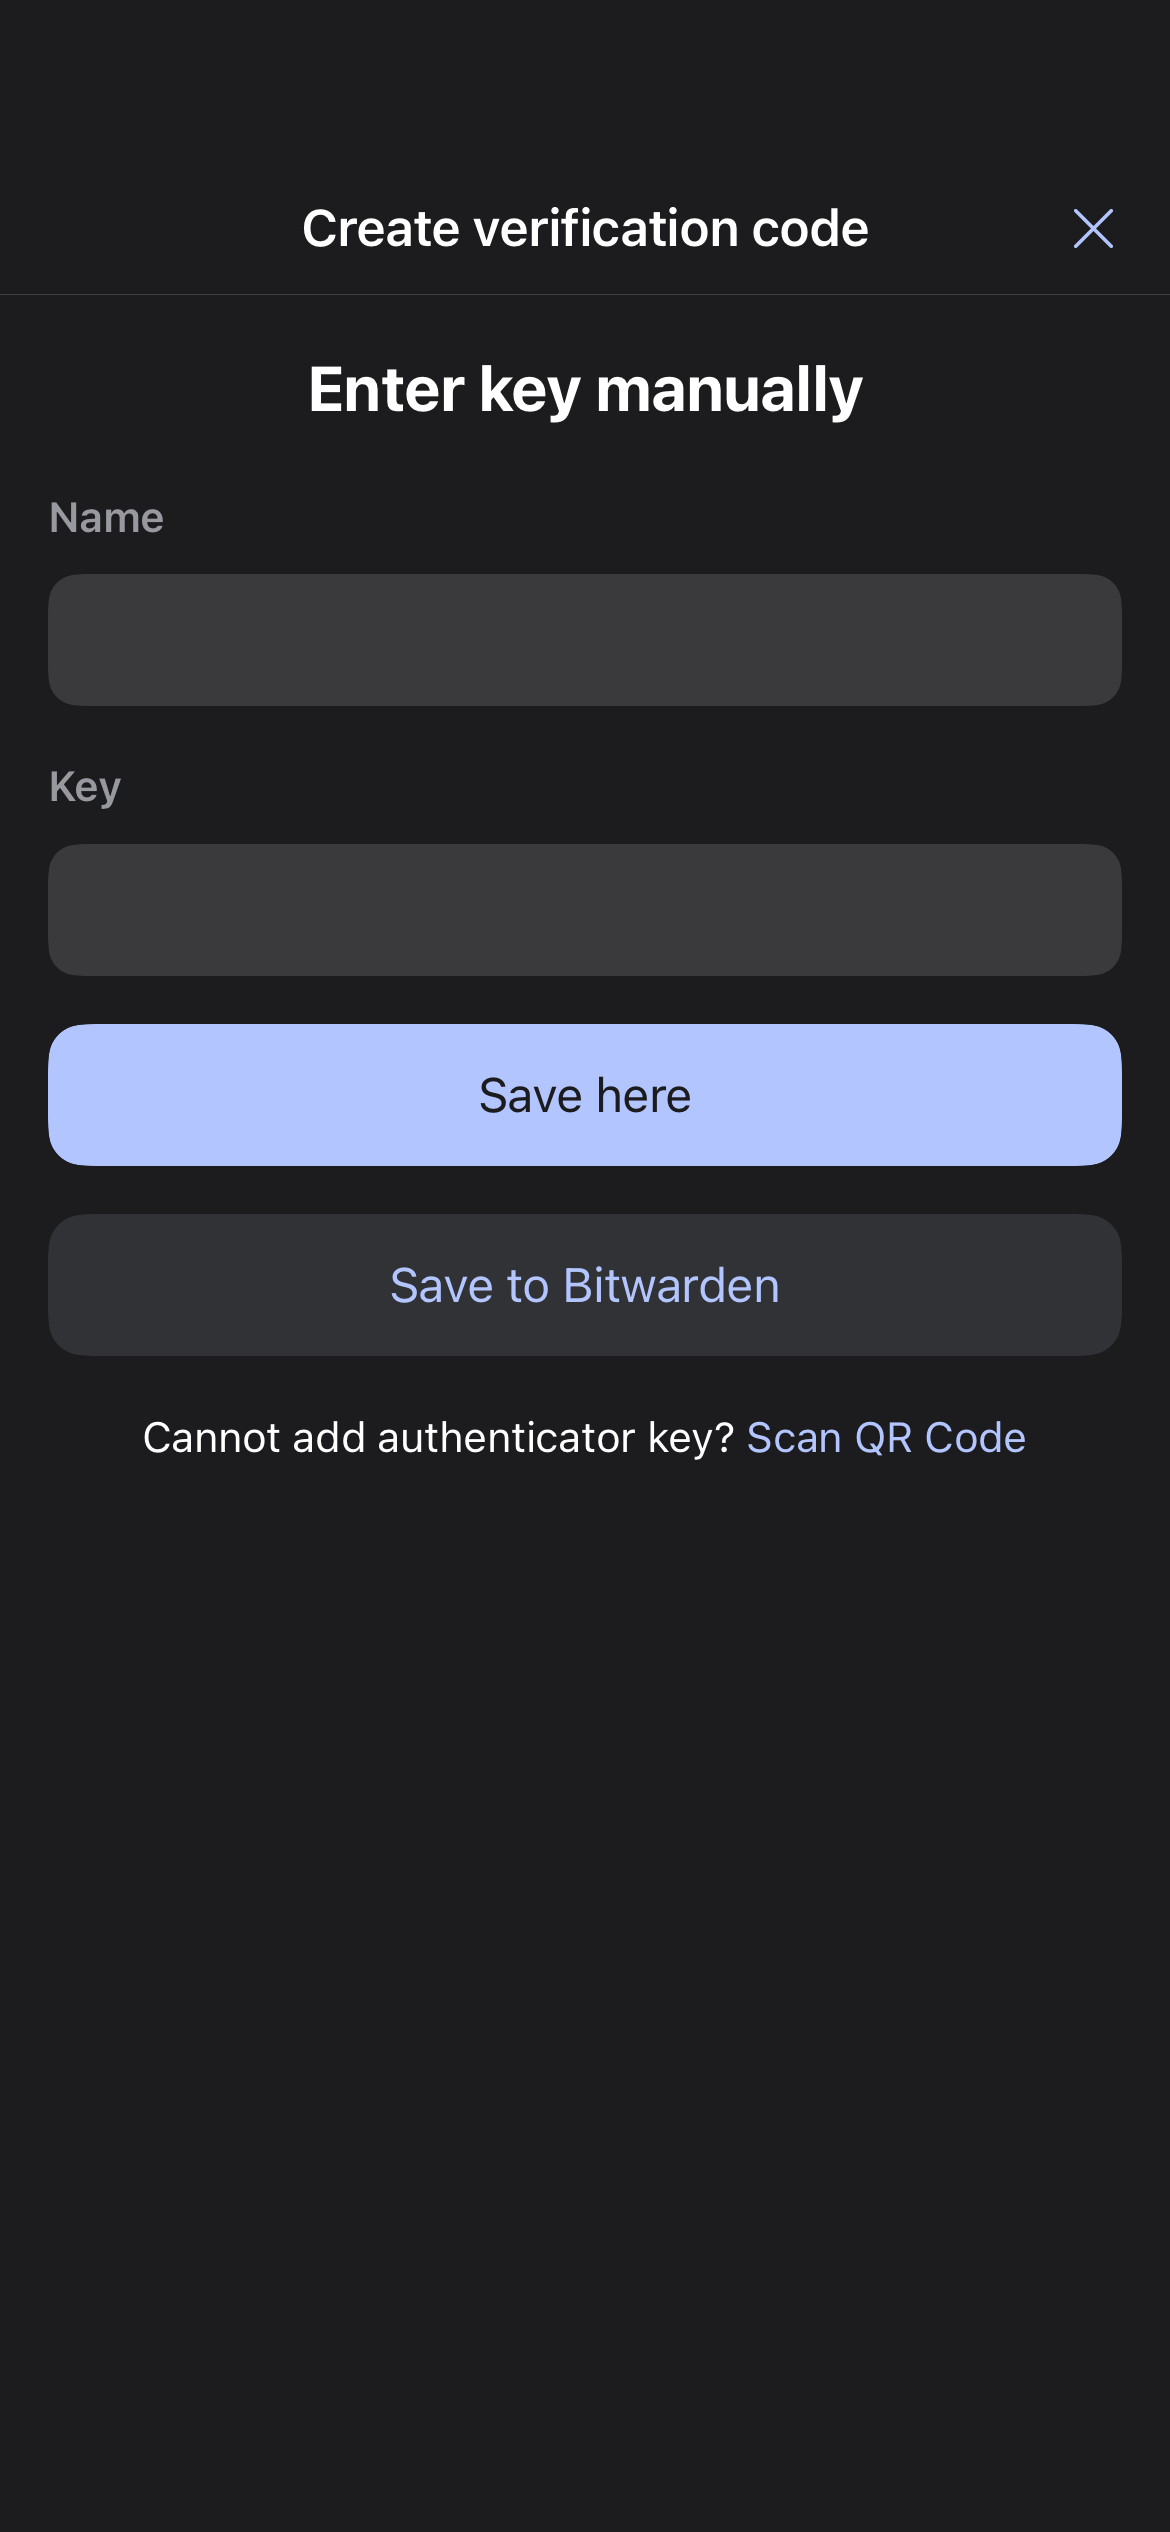 Create verification code
Enter key manually
Name
Key
Save here
Save to Bitwarden
Cannot add authenticator key? Scan QR Code